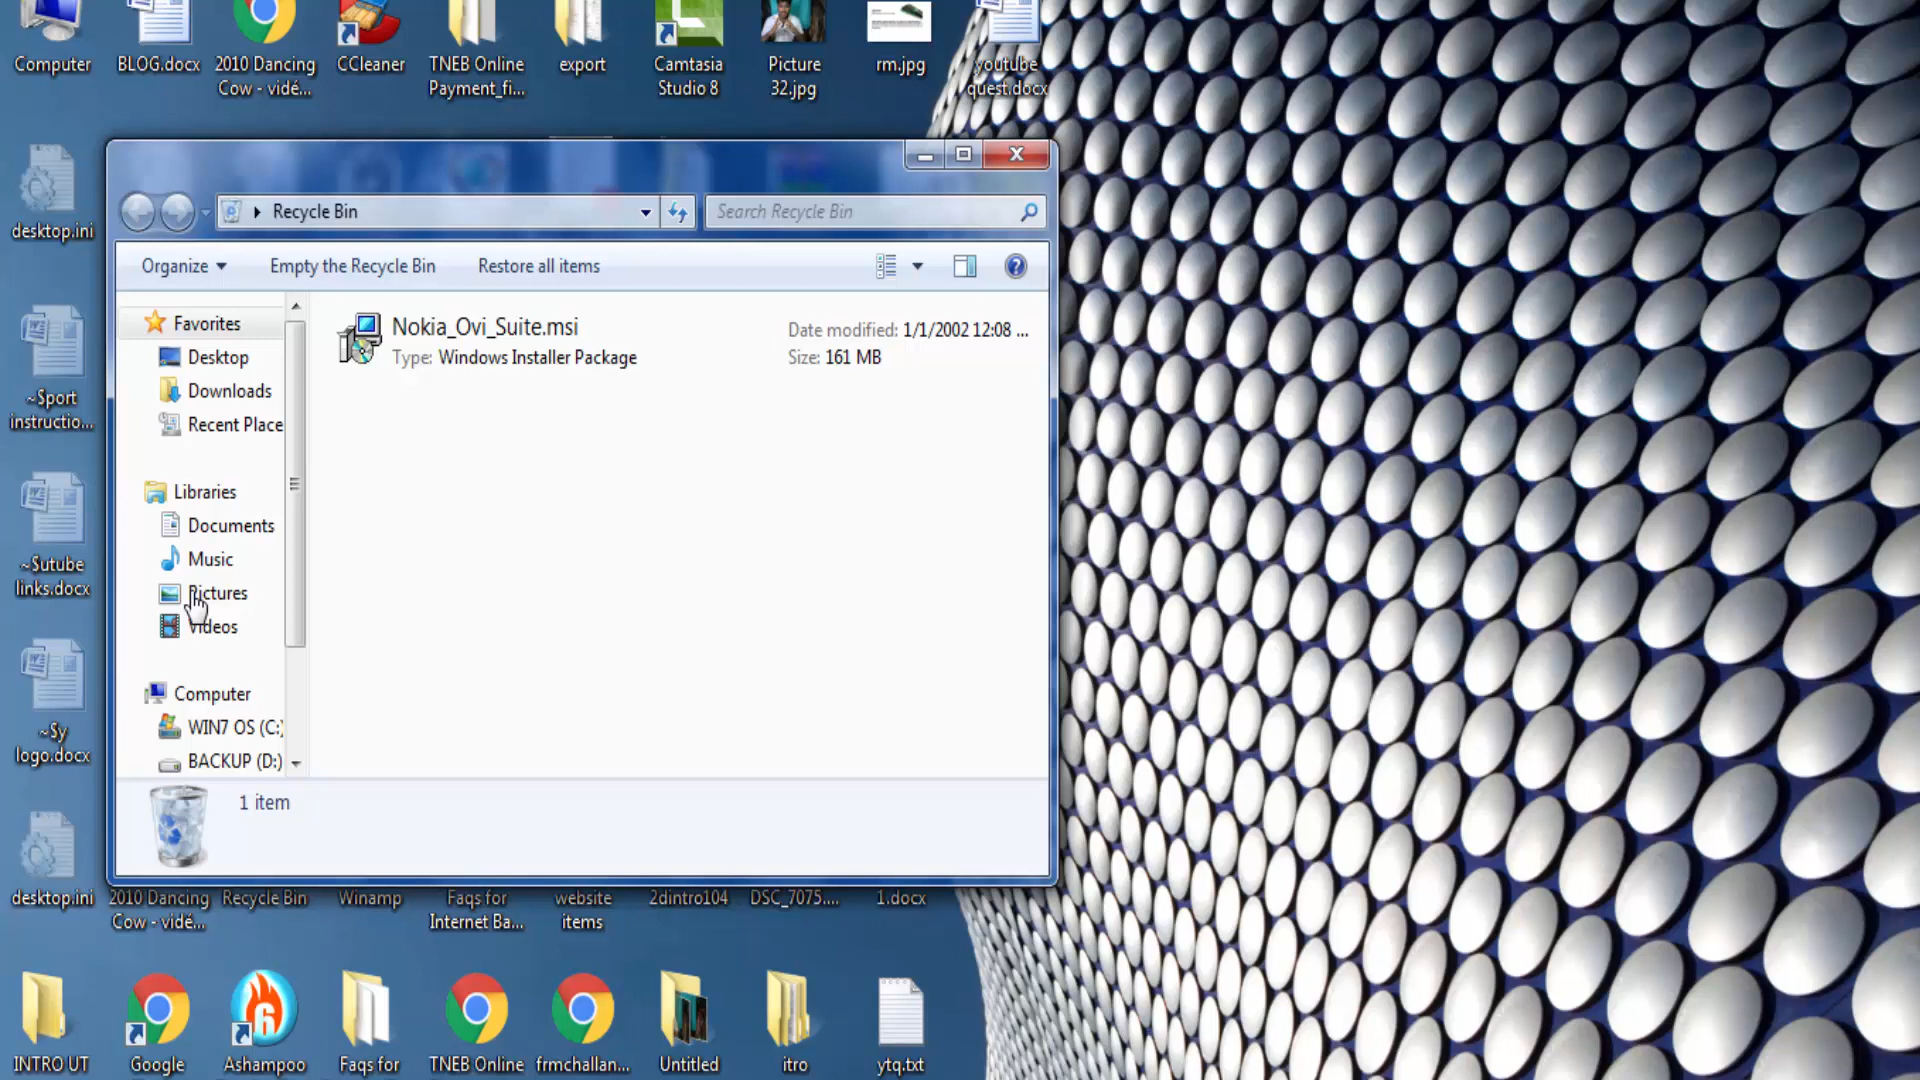 Computer
BLOG.docx
2010 Dancing
Cow - vidé...
CCleaner
TNEB Online
Payment_fi...
export
Camtasia
Studio 8
Picture
32.jpg
rm.jpg
youtube
quest.docx
desktop.ini
~$port
instructio...
~$utube
links.docx
~$y
logo.docx
desktop.ini
Recycle Bin
Search Recycle Bin
Organize
Empty the Recycle Bin
Restore all items
Favorites
Desktop
Downloads
Recent Place
Libraries
Documents
Music
Pictures
Videos
Computer
WIN7 OS (C:)
BACKUP (D:)
Nokia_Ovi_Suite.msi
Type: Windows Installer Package
Date modified: 1/1/2002 12:08 ...
Size: 161 MB
1 item
2010 Dancing
Cow - vidé...
Recycle Bin
Winamp
Faqs for
Internet Ba...
website
items
2dintro104
DSC_7075....
1.docx
INTRO UT
Google
Ashampoo
Faqs for
TNEB Online
frmchallan...
Untitled
itro
ytq.txt